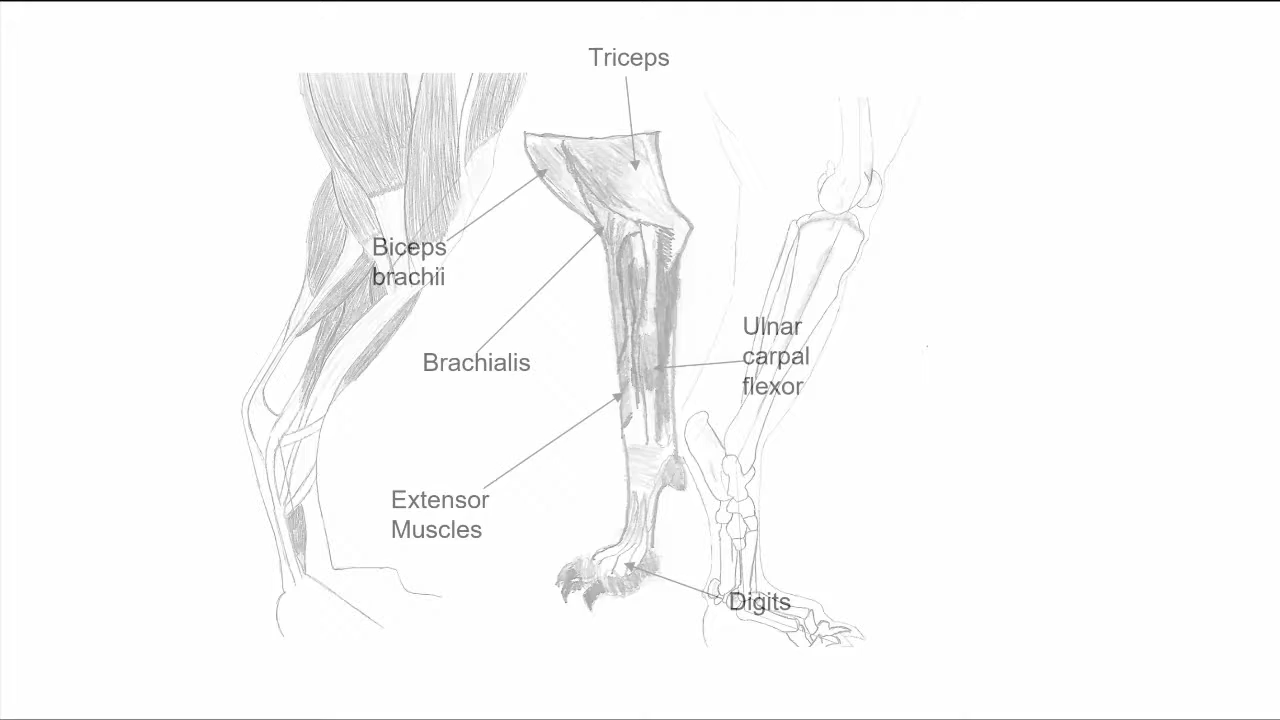 Triceps
Biceps
brachii
Brachialis
Ulnar
carpal
flexor
Extensor
Muscles
Digits